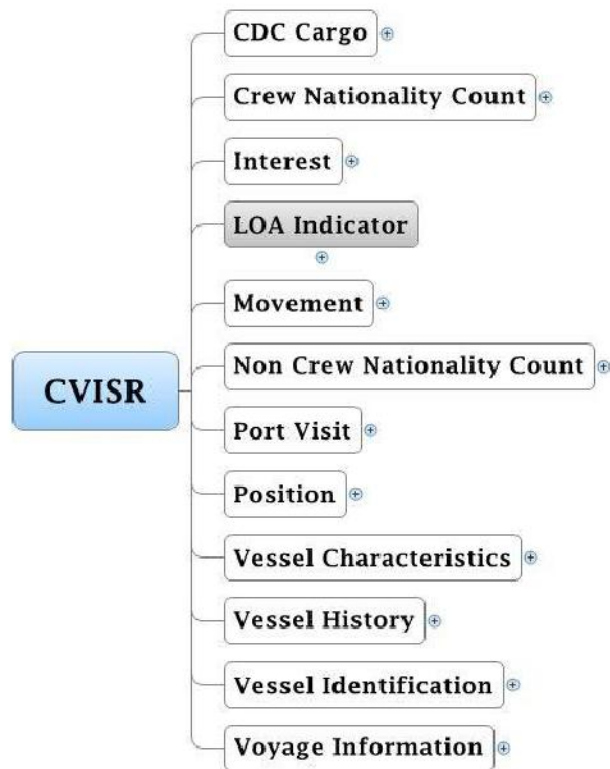 CDC Cargo
Crew Nationality Count
Interest
LOA Indicator
Movement
Non Crew Nationality Count
CVISR
Port Visit
Position
Vessel Characteristics
Vessel History
Vessel Identification
Voyage Information